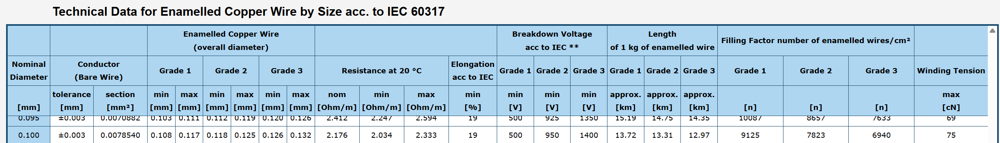 Technical Data for Enamelled Copper Wire by Size acc. to IEC 60317
Enamelled Copper Wire
(overall diameter)
Breakdown Voltage
acc to IEC **
Length
of 1 kg of enamelled wire
Filling Factor number of enamelled wires/cm²
Nominal
Diameter
Conductor
(Bare Wire)
Grade 1
Grade 2
Grade 3
Resistance at 20 °C
Elongation
acc to IEC
Grade 1
Grade 2
Grade 3
Grade 1
Grade 2
Grade 3
Grade 1
Grade 2
Grade 3
Winding Tension
[mm]
tolerance
[mm]
section
[mm²]
min
[mm]
max
[mm]
min
[mm]
max
[mm]
min
[mm]
max
[mm]
nom
[Ohm/m]
min
[Ohm/m]
max
[Ohm/m]
min
[%]
min
[V]
min
[V]
min
[V]
approx.
[km]
approx.
[km]
approx.
[km]
[n]
[n]
[n]
max
[cN]
0.095 ±0.003 0.0070882 0.103 0.111 0.112 0.119 0.120 0.126 2.412 2.247 2.594 19 500 925 1350 15.19 14.75 14.35 10087 8657 7633 69
0.100 ±0.003 0.0078540 0.108 0.117 0.118 0.125 0.126 0.132 2.176 2.034 2.333 19 500 950 1400 13.72 13.31 12.97 9125 7823 6940 75